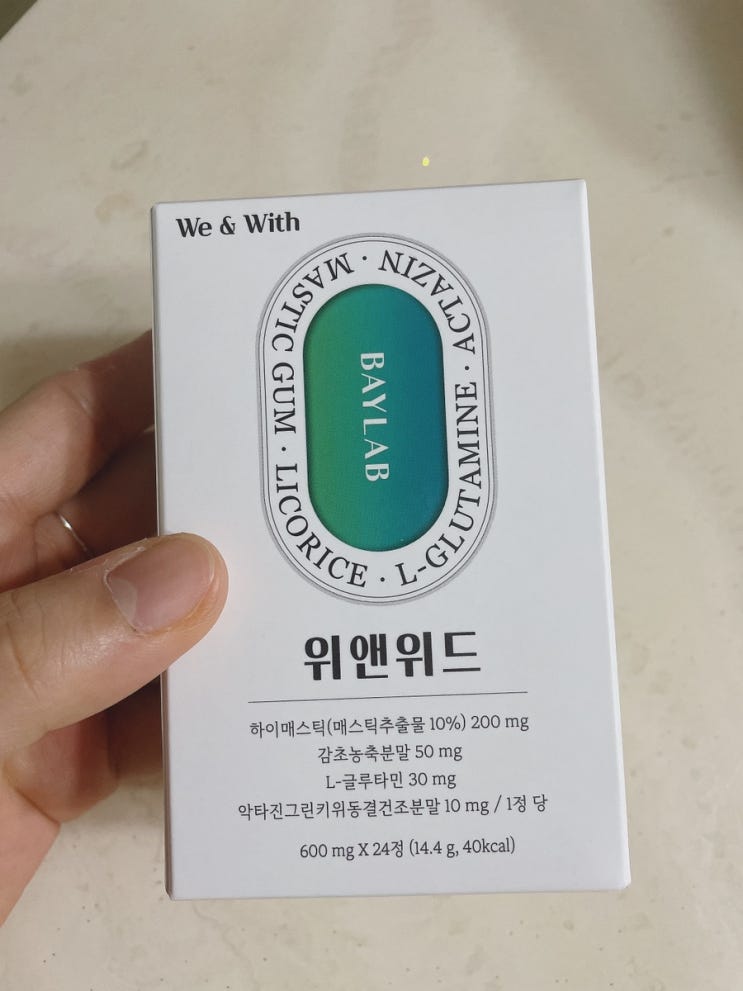 We & With
MASTIC GUM · LICORICE · L-GLUTAMINE · ACTAZIN ·
BAYLAB
위앤위드
하이매스틱(매스틱추출물 10%) 200 mg
감초농축분말 50 mg
L-글루타민 30 mg
악타진그린키위동결건조분말 10 mg / 1정 당
600 mg X 24정 (14.4 g, 40kcal)